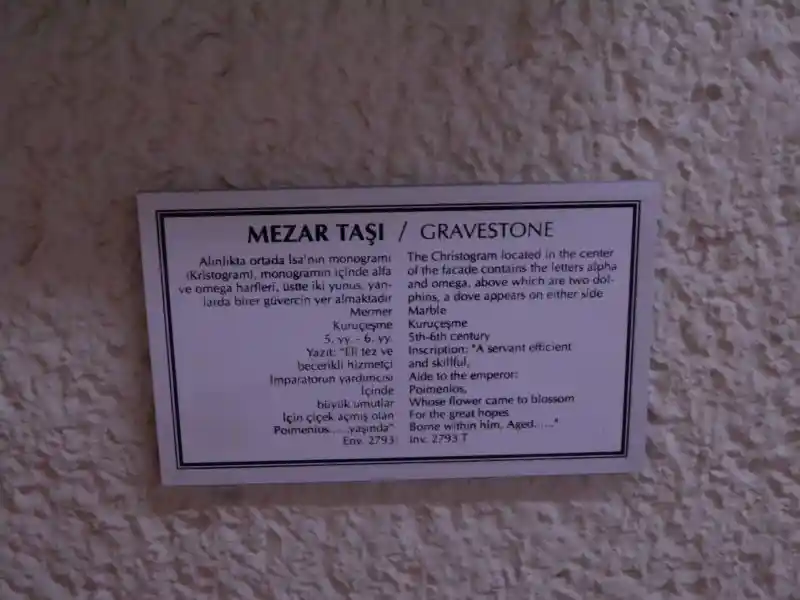 MEZAR TAŞI / GRAVESTONE
Alınlıkta ortada İsa'nın monogramı
(Kristogram), monogramın içinde alfa
ve omega harfleri, üstte iki yunus, yan-
larda birer güvercin yer almaktadır
Mermer
Kuruçeşme
5. yy. - 6. yy.
Yazıt: "Eli tez ve
becerikli hizmetçi
İmparatorun yardımcısı
İçinde
büyük umutlar
İçin çiçek açmış olan
Poimenios.....yaşında"
Env. 2793
The Christogram located in the center
of the facade contains the letters alpha
and omega, above which are two dol-
phins, a dove appears on either side
Marble
Kuruçeşme
5th-6th century
Inscription: "A servant efficient
and skillful,
Aide to the emperor:
Poimenios,
Whose flower came to blossom
For the great hopes
Borne within him, Aged....."
Inv. 2793 T